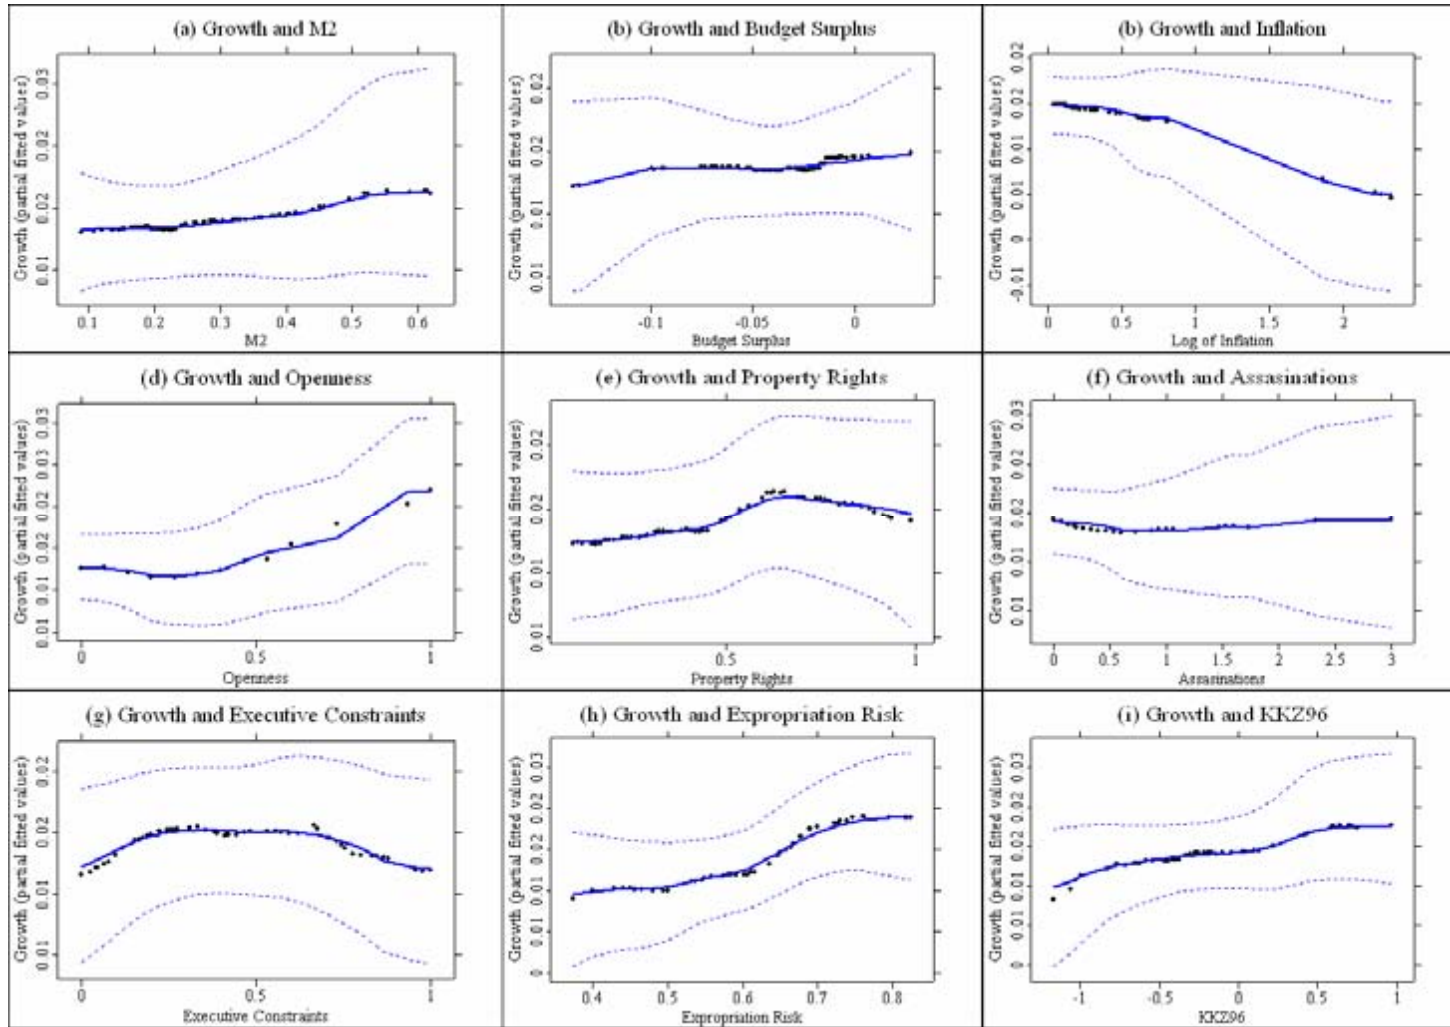 (a) Growth and M2
Growth (partial fitted values)
0.03
0.02
0.02
0.01
0.1 0.2 0.3 0.4 0.5 0.6
M2
(b) Growth and Budget Surplus
Growth (partial fitted values)
0.02
0.02
0.01
0.01
-0.1 -0.05 0
Budget Surplus
(b) Growth and Inflation
Growth (partial fitted values)
0.02
0.02
0.01
0.01
0
-0.1
0 0.5 1 1.5 2
Log of Inflation
(d) Growth and Openness
Growth (partial fitted values)
0.03
0.03
0.02
0.02
0.01
0.01
0 0.5 1
Openness
(e) Growth and Property Rights
Growth (partial fitted values)
0.02
0.02
0.01
0.01
0.5 1
Property Rights
(f) Growth and Assasinations
Growth (partial fitted values)
0.03
0.02
0.02
0.01
0.01
0 0.5 1 1.5 2 2.5 3
Assasinations
(g) Growth and Executive Constraints
Growth (partial fitted values)
0.02
0.02
0.01
0.01
0 0.5 1
Executive Constraints
(h) Growth and Expropriation Risk
Growth (partial fitted values)
0.03
0.02
0.02
0.01
0.01
0
0.4 0.5 0.6 0.7 0.8
Expropriation Risk
(i) Growth and KKZ96
Growth (partial fitted values)
0.03
0.02
0.02
0.01
0.01
0
-1 -0.5 0 0.5 1
KKZ96